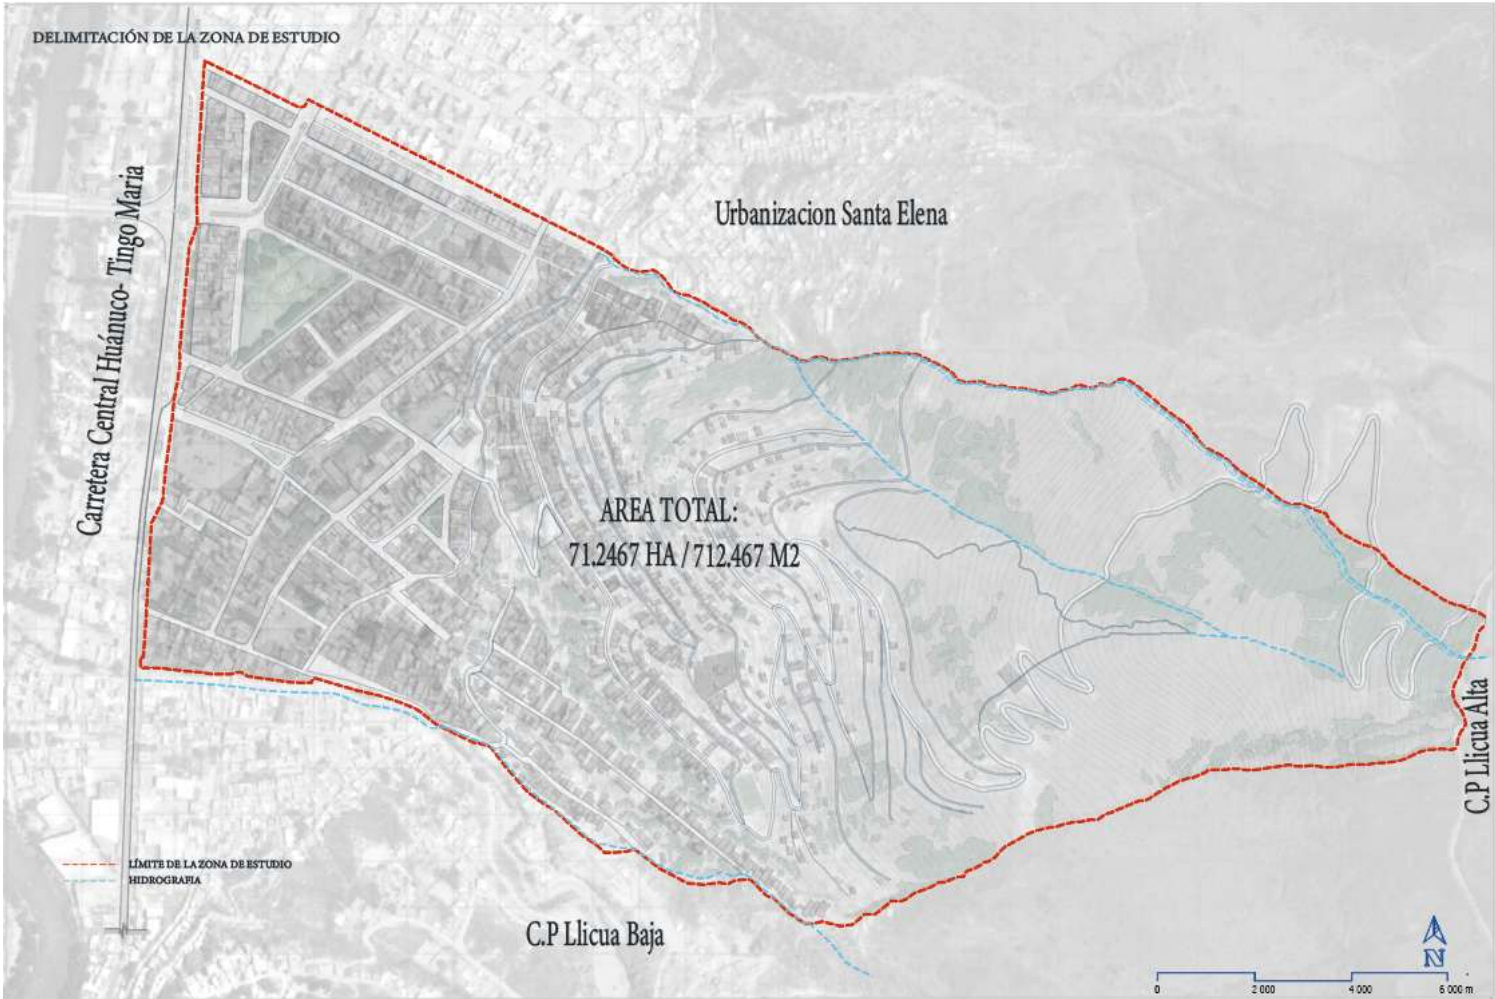 DELIMITACIÓN DE LA ZONA DE ESTUDIO
Carretera Central Huánuco- Tingo Maria
Urbanizacion Santa Elena
AREA TOTAL:
71.2467 HA / 712.467 M2
C.P Llicua Alta
LÍMITE DE LA ZONA DE ESTUDIO
HIDROGRAFIA
C.P Llicua Baja
N
0 2 000 4 000 6 000 m